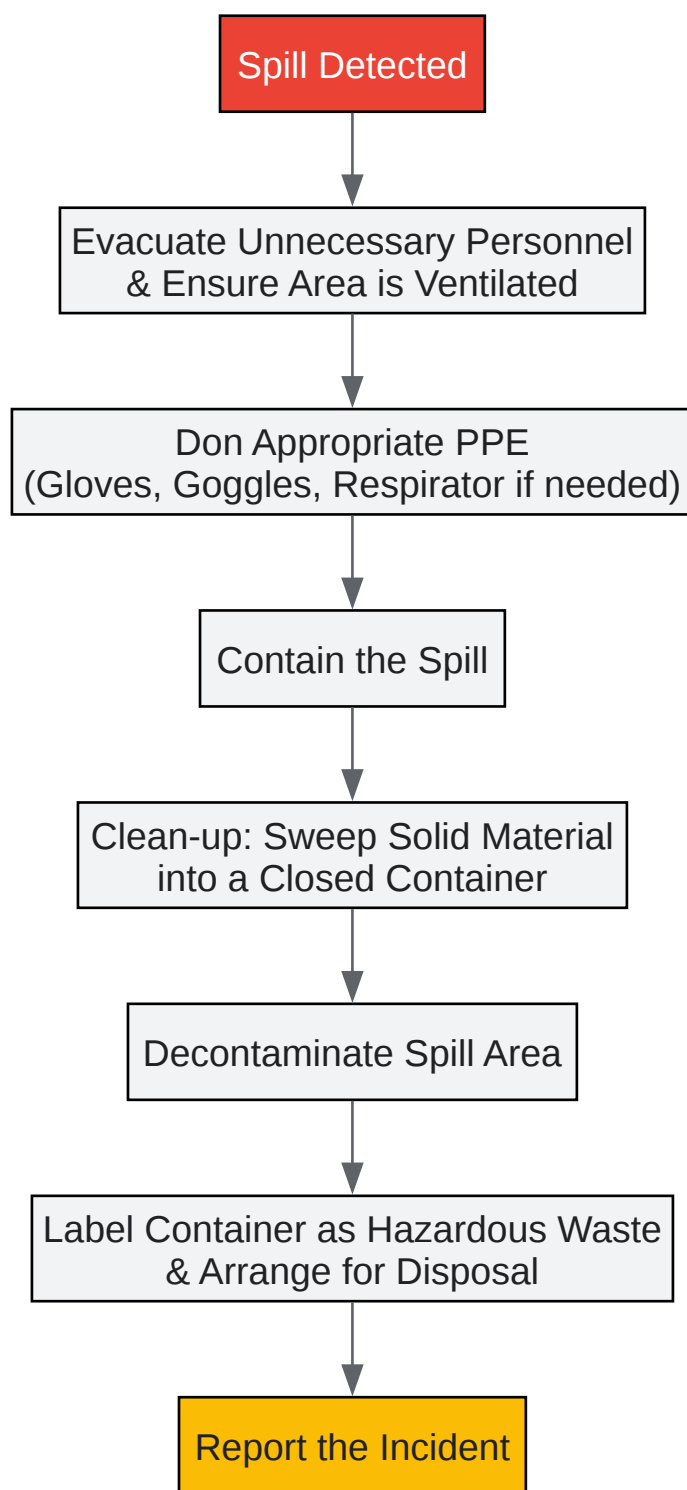 Spill Detected
Evacuate Unnecessary Personnel
& Ensure Area is Ventilated
Don Appropriate PPE
(Gloves, Goggles, Respirator if needed)
Contain the Spill
Clean-up: Sweep Solid Material
into a Closed Container
Decontaminate Spill Area
Label Container as Hazardous Waste
& Arrange for Disposal
Report the Incident